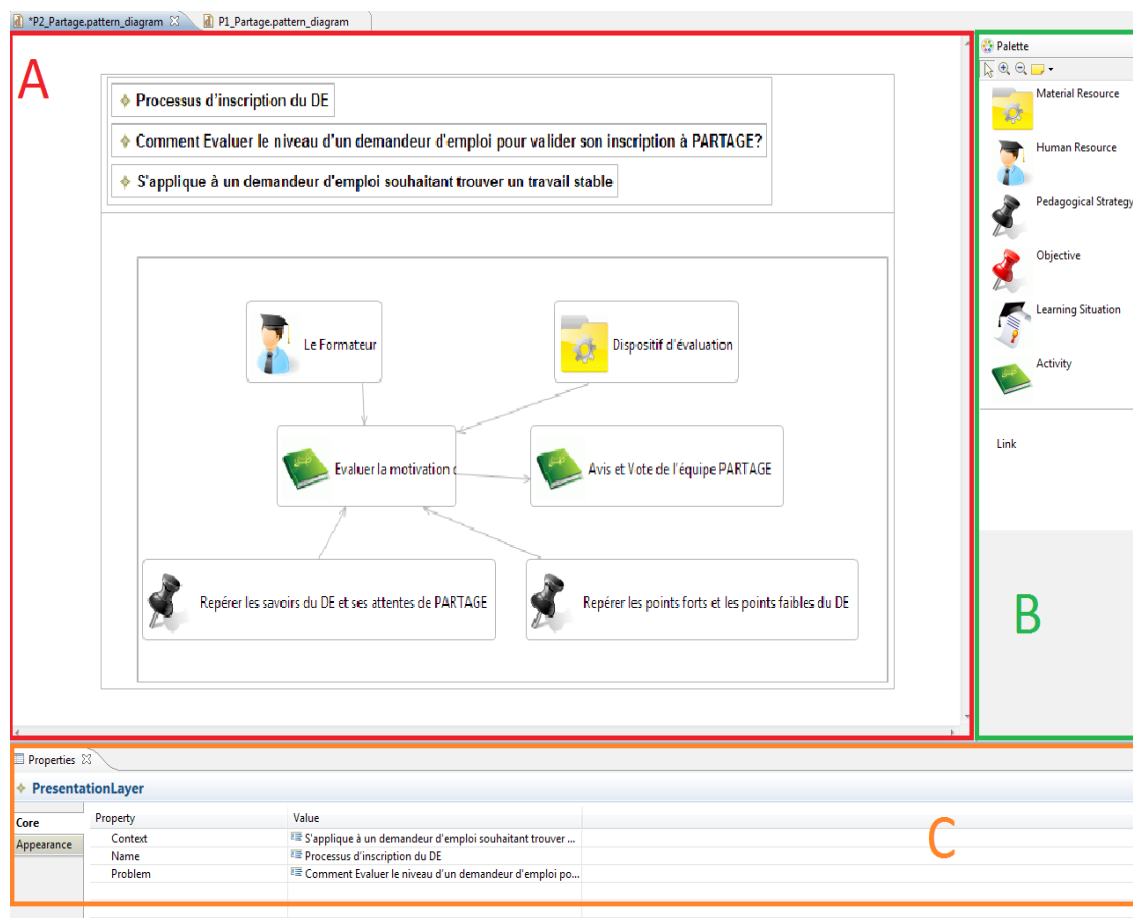 *P2_Partage.pattern_diagram P1_Partage.pattern_diagram
A
Processus d'inscription du DE
Comment Evaluer le niveau d'un demandeur d'emploi pour valider son inscription à PARTAGE?
S'applique à un demandeur d'emploi souhaitant trouver un travail stable
Le Formateur
Dispositif d'évaluation
Evaluer la motivation
Avis et Vote de l'équipe PARTAGE
Repérer les savoirs du DE et ses attentes de PARTAGE
Repérer les points forts et les points faibles du DE
Palette
Material Resource
Human Resource
Pedagogical Strategy
Objective
Learning Situation
Activity
Link
B
Properties
PresentationLayer
Core
Appearance
Property Value
Context S'applique à un demandeur d'emploi souhaitant trouver ...
Name Processus d'inscription du DE
Problem Comment Evaluer le niveau d'un demandeur d'emploi po...
C